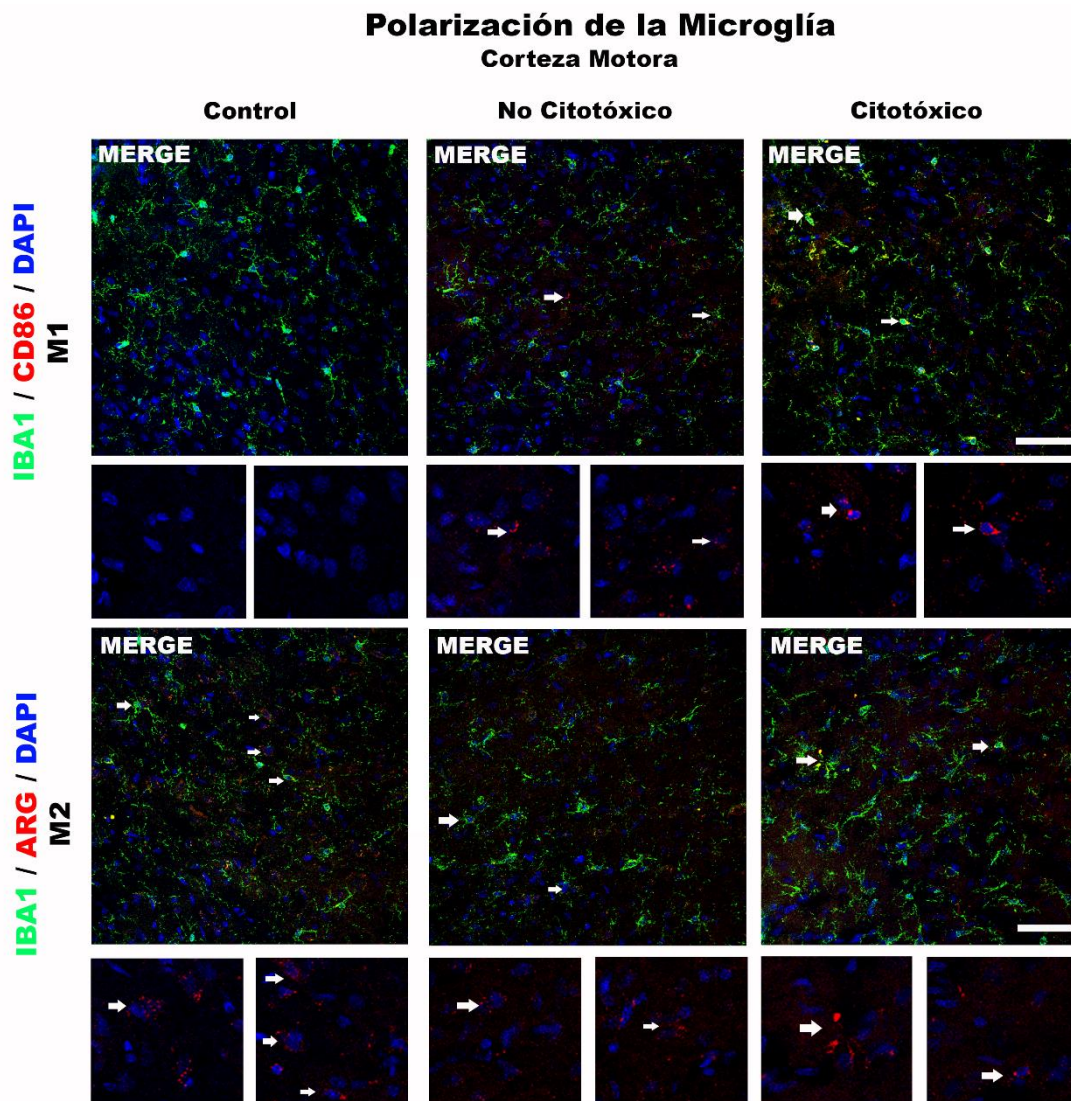 Polarización de la Microglía
Corteza Motora
Control
No Citotóxico
Citotóxico
IBA1 / CD86 / DAPI
M1
MERGE
MERGE
MERGE
IBA1 / ARG / DAPI
M2
MERGE
MERGE
MERGE